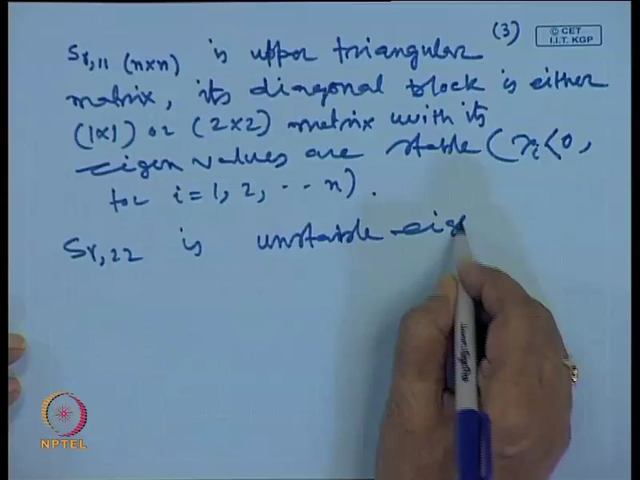 (3)
© CET
I.I.T. KGP
Sr,11 (n×n) is upper triangular
matrix, its diagonal block is either
(1×1) or (2×2) metrix with its
eigen values are stable (λi<0,
for i=1, 2, ·· n).
Sr,22 is unstable eig
NPTEL